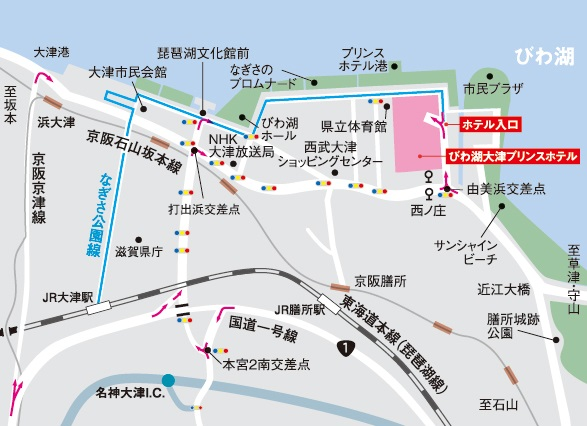 大津港
琵琶湖文化館前
大津市民会館
なぎさの
プロムナード
プリンス
ホテル港
びわ湖
市民プラザ
至坂本
浜大津
京阪石山坂本線
びわ湖
ホール
NHK
大津放送局
県立体育館
西武大津
ショッピングセンター
ホテル入口
びわ湖大津プリンスホテル
京阪京津線
なぎさ公園線
打出浜交差点
西ノ庄
由美浜交差点
サンシャイン
ビーチ
滋賀県庁
至草津・守山
京阪膳所
近江大橋
JR大津駅
JR膳所駅
東海道本線(琵琶湖線)
膳所城跡
公園
国道一号線
1
本宮2南交差点
名神大津I.C.
至石山